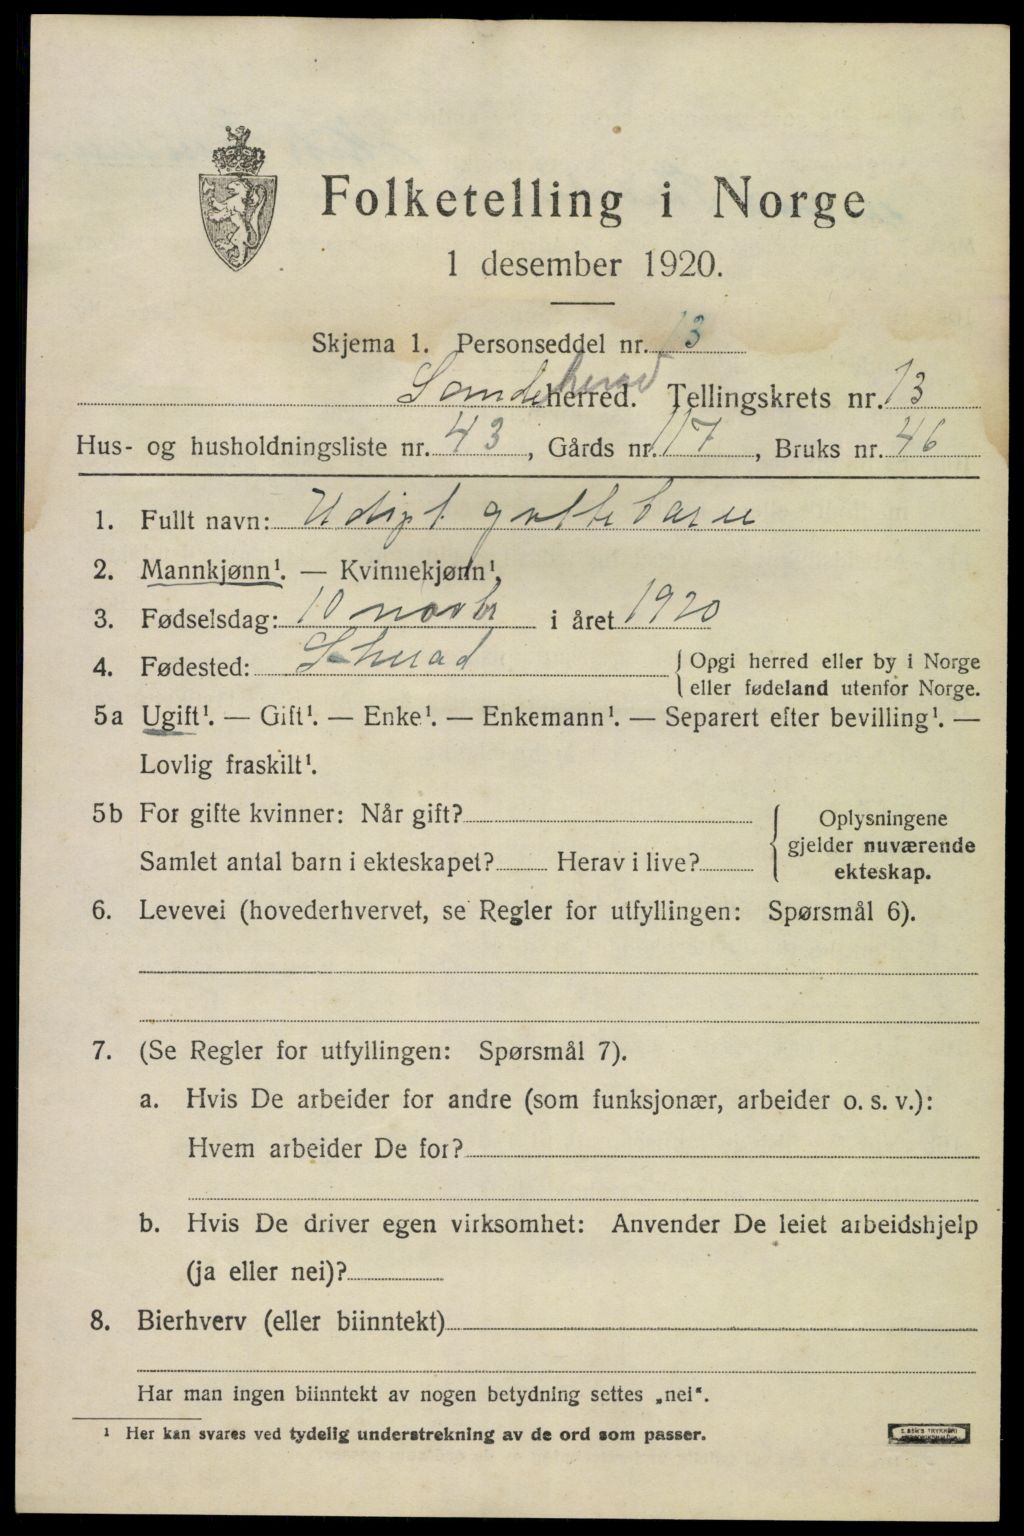 Folketelling i Norge
1 desember 1920.
Skjema 1. Personseddel nr. 13
Sandeherred herred. Tellingskrets nr. 13
Hus- og husholdningsliste nr. 43, Gårds nr. 117, Bruks nr. 46
1. Fullt navn: Udøpt guttebarn
2. Mannkjønn¹. — Kvinnekjønn¹.
3. Fødselsdag: 10 novbr i året 1920
4. Fødested: S-herad { Opgi herred eller by i Norge
eller fødeland utenfor Norge.
5a Ugift¹. — Gift¹. — Enke¹. — Enkemann¹. — Separert efter bevilling¹. —
Lovlig fraskilt¹.
5b For gifte kvinner: Når gift?
Samlet antal barn i ekteskapet? Herav i live?
{ Oplysningene
gjelder nuværende
ekteskap.
6. Levevei (hovederhvervet, se Regler for utfyllingen: Spørsmål 6).
7. (Se Regler for utfyllingen: Spørsmål 7).
a. Hvis De arbeider for andre (som funksjonær, arbeider o. s. v.):
Hvem arbeider De for?
b. Hvis De driver egen virksomhet: Anvender De leiet arbeidshjelp
(ja eller nei)?
8. Bierhverv (eller biinntekt)
Har man ingen biinntekt av nogen betydning settes „nei“.
¹ Her kan svares ved tydelig understrekning av de ord som passer.